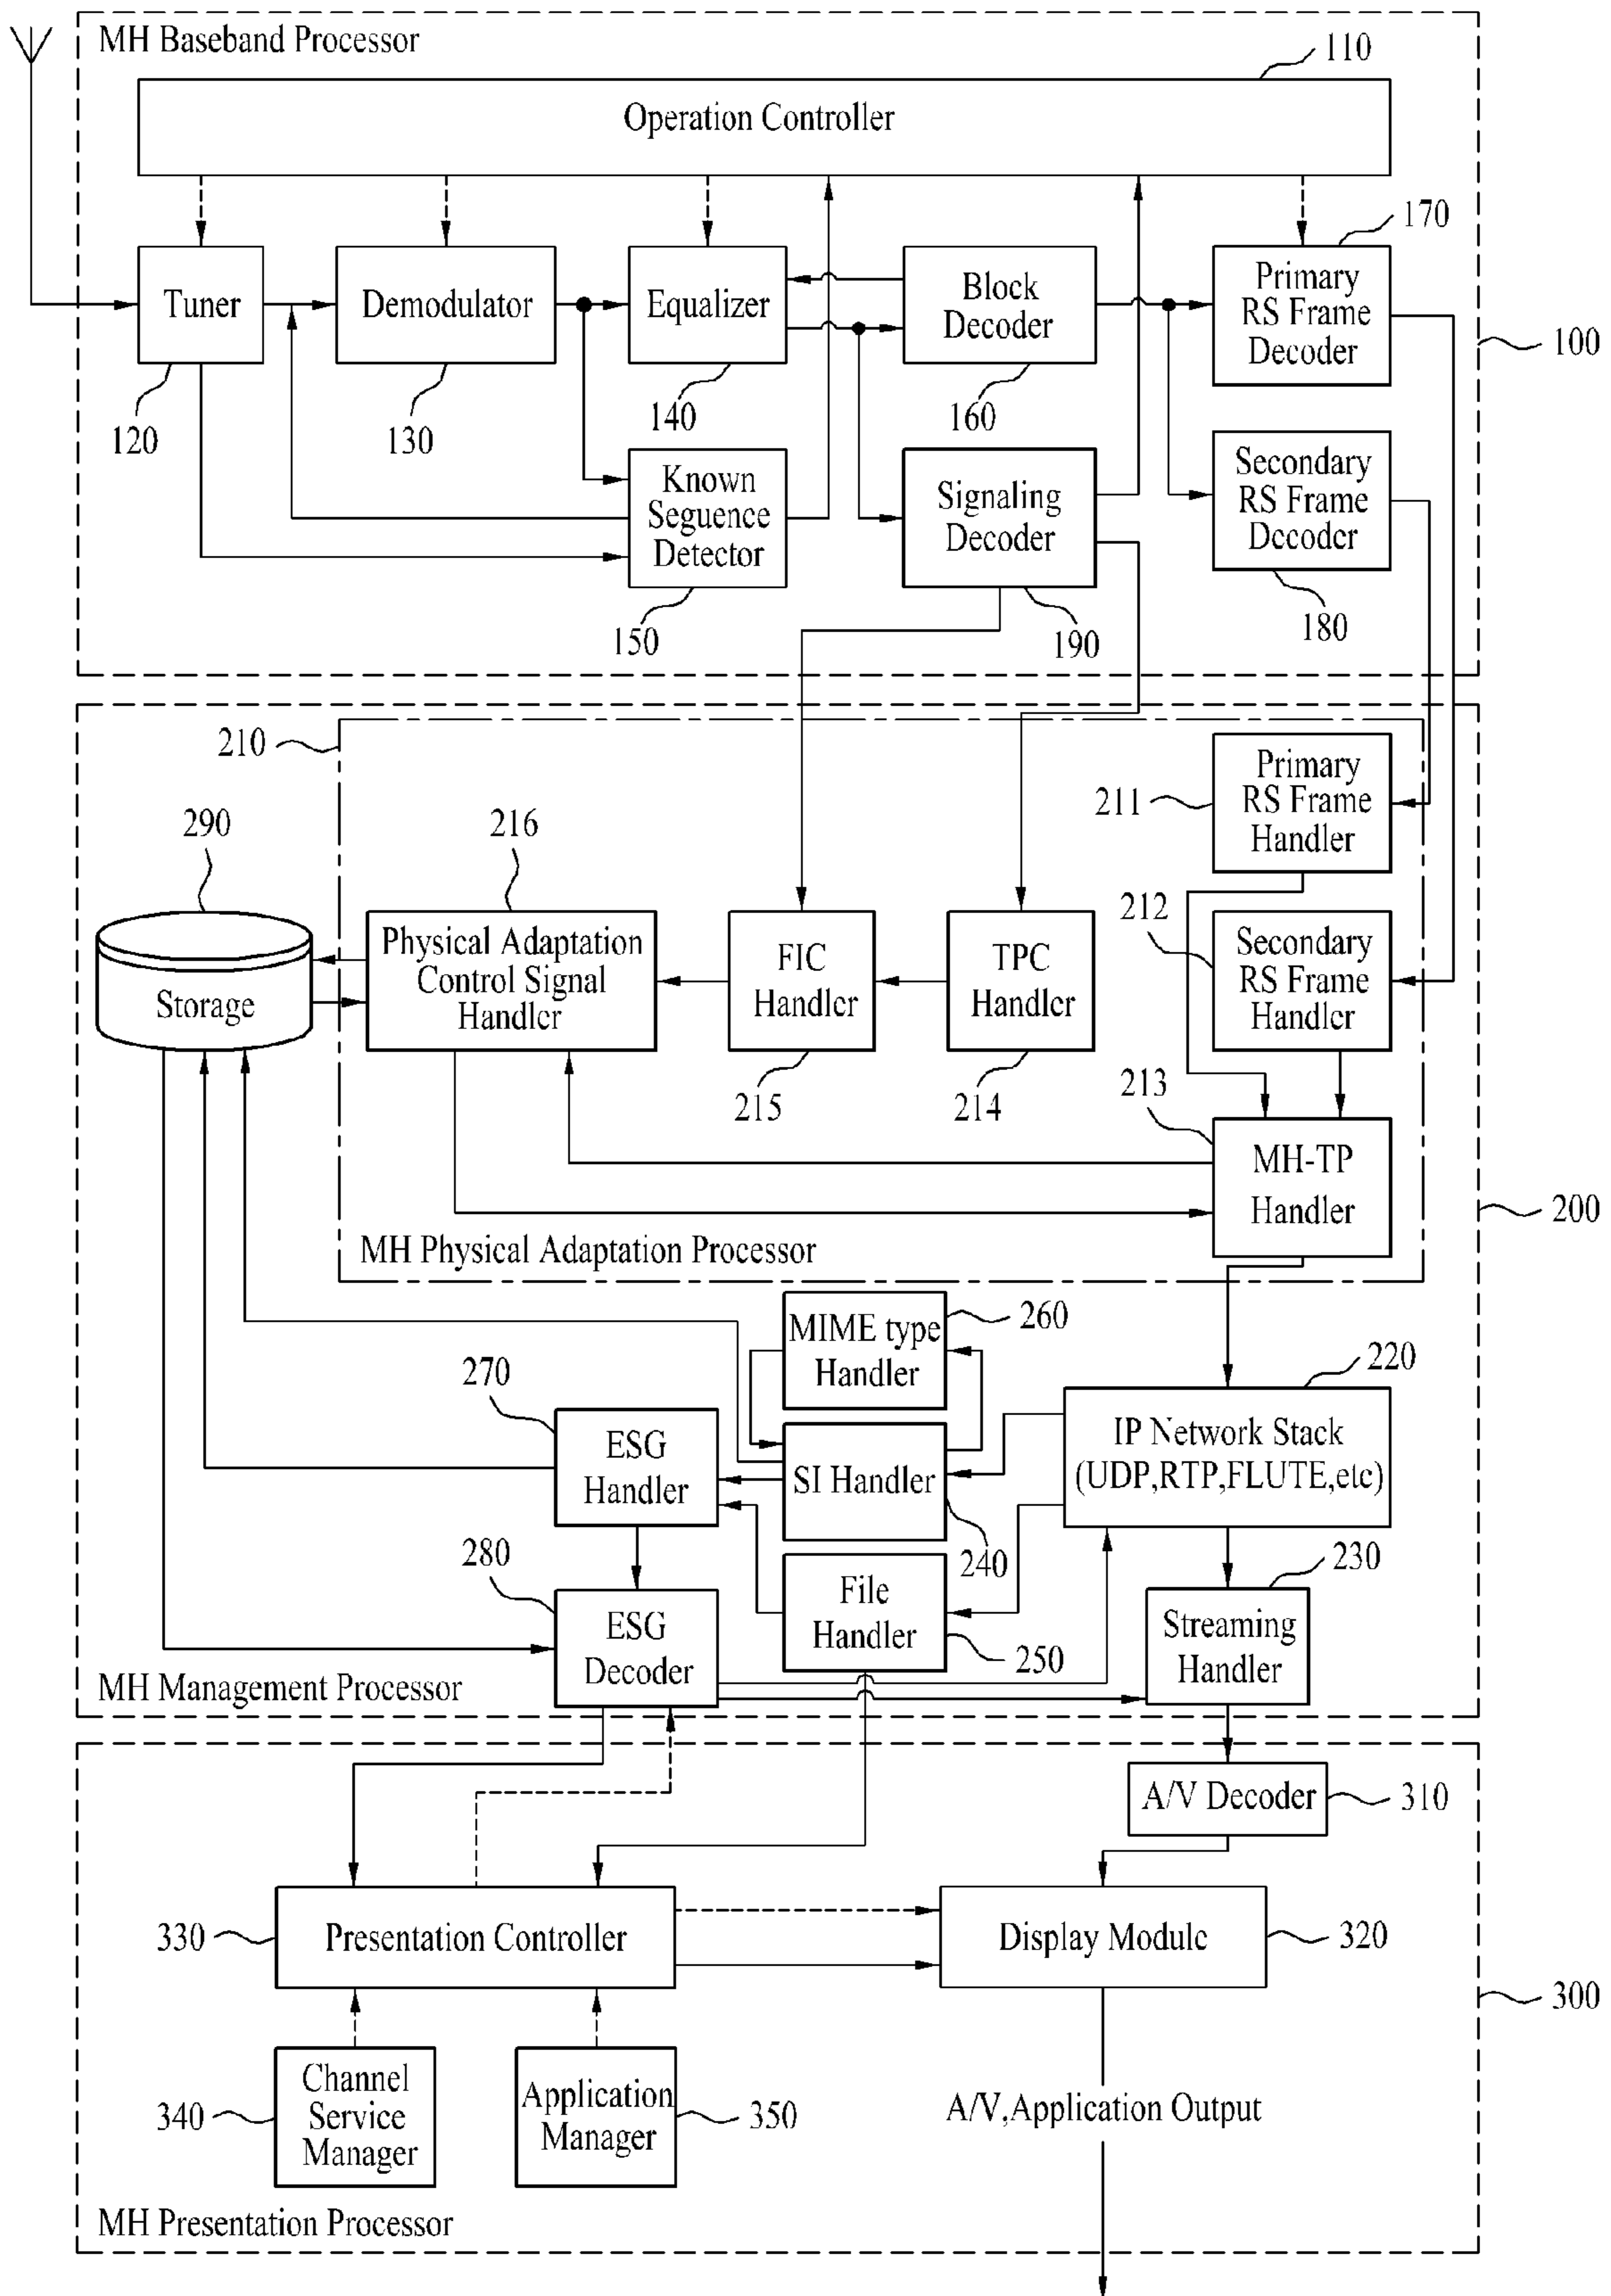 MH Baseband Processor
110
Operation Controller
170
Tuner
Demodulator
Equalizer
Block
Decoder
Primary
RS Frame
Decoder
100
120
130
140
160
Known
Seguence
Detector
Signaling
Decoder
Secondary
RS Frame
Decoder
150
190
180
210
Primary
RS Frame
Handler
211
290
216
212
Storage
Physical Adaptation
Control Signal
Handler
FIC
Handler
TPC
Handler
Secondary
RS Frame
Handler
215
214
213
MH-TP
Handler
200
MH Physical Adaptation Processor
MIME type
Handler
260
270
220
ESG
Handler
SI Handler
IP Network Stack
(UDP,RTP,FLUTE,etc)
280
240
230
ESG
Decoder
File
Handler
250
Streaming
Handler
MH Management Processor
A/V Decoder
310
330
Presentation Controller
Display Module
320
300
340
Channel
Service
Manager
Application
Manager
350
A/V,Application Output
MH Presentation Processor